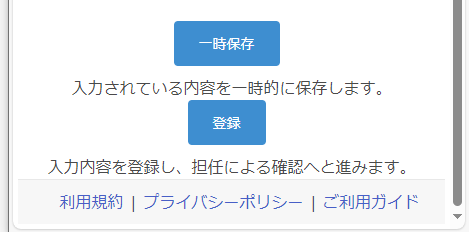 一時保存
入力されている内容を一時的に保存します。
登録
入力内容を登録し、担任による確認へと進みます。
利用規約 | プライバシーポリシー | ご利用ガイド